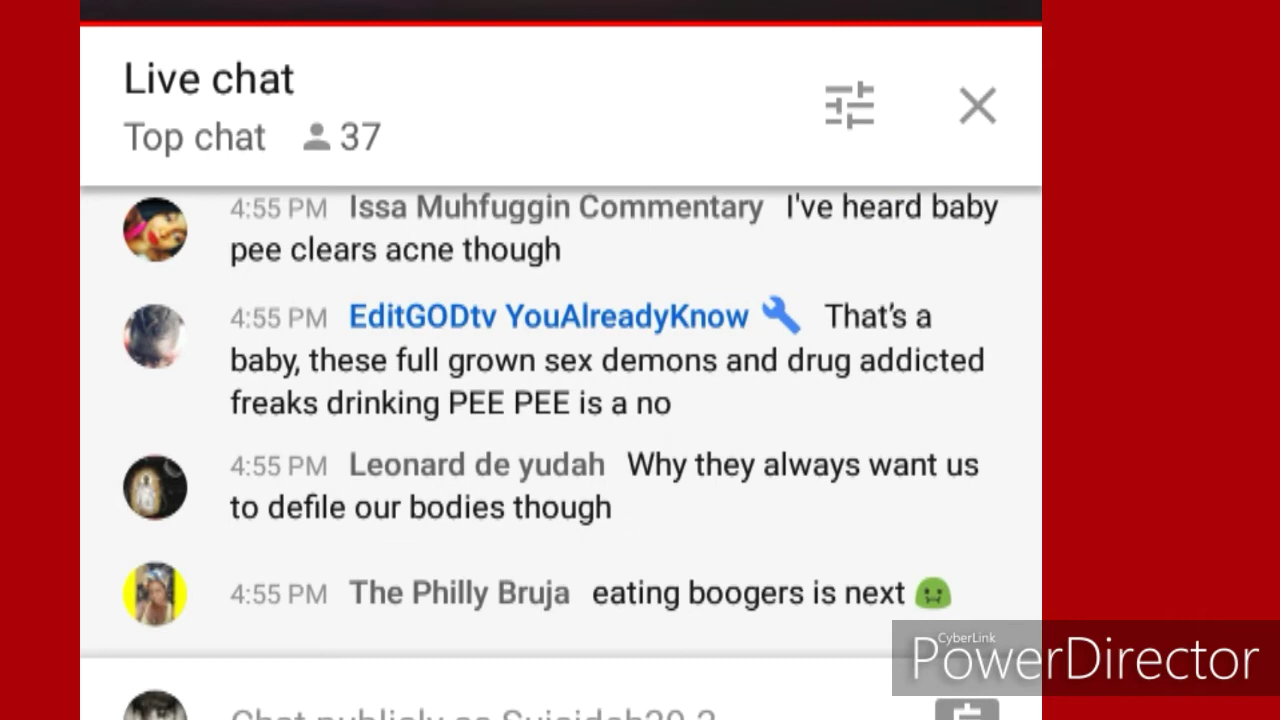 Live chat
Top chat 37
4:55 PM Issa Muhfuggin Commentary I've heard baby
pee clears acne though
4:55 PM EditGODtv YouAlreadyKnow That's a
baby, these full grown sex demons and drug addicted
freaks drinking PEE PEE is a no
4:55 PM Leonard de yudah Why they always want us
to defile our bodies though
4:55 PM The Philly Bruja eating boogers is next
CyberLink
PowerDirector
Chat publicly as